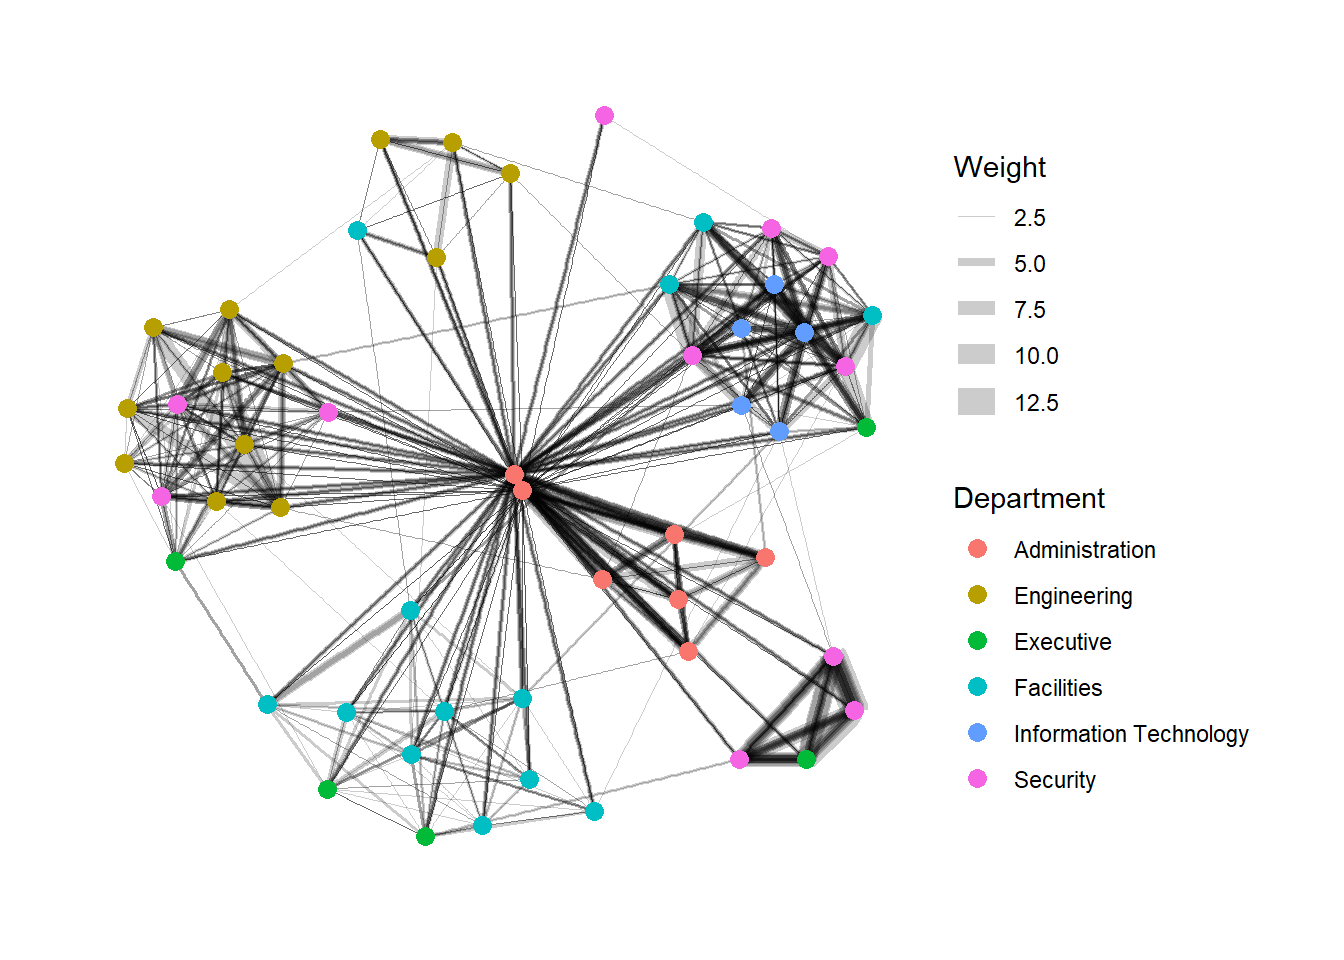 Weight
2.5
5.0
7.5
10.0
12.5
Department
Administration
Engineering
Executive
Facilities
Information Technology
Security